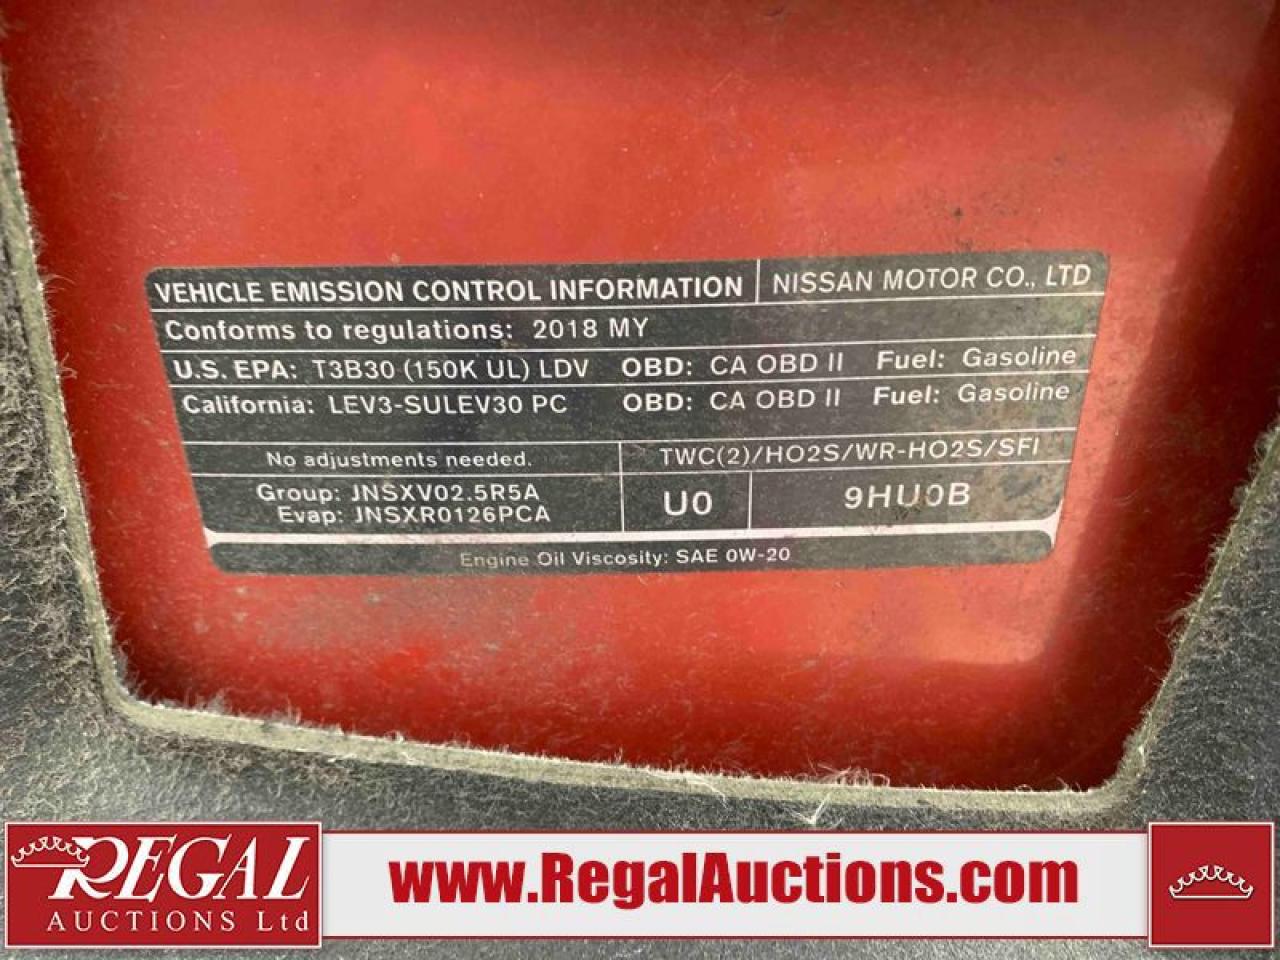 VEHICLE EMISSION CONTROL INFORMATION NISSAN MOTOR CO., LTD
Conforms to regulations: 2018 MY
U.S. EPA: T3B30 (150K UL) LDV OBD: CA OBD II Fuel: Gasoline
California: LEV3-SULEV30 PC OBD: CA OBD II Fuel: Gasoline
No adjustments needed. TWC(2)/HO2S/WR-HO2S/SFI
Group: JNSXV02.5R5A
Evap: JNSXR0126PCA
U0 9HU0B
Engine Oil Viscosity: SAE 0W-20
REGAL
AUCTIONS Ltd
www.RegalAuctions.com